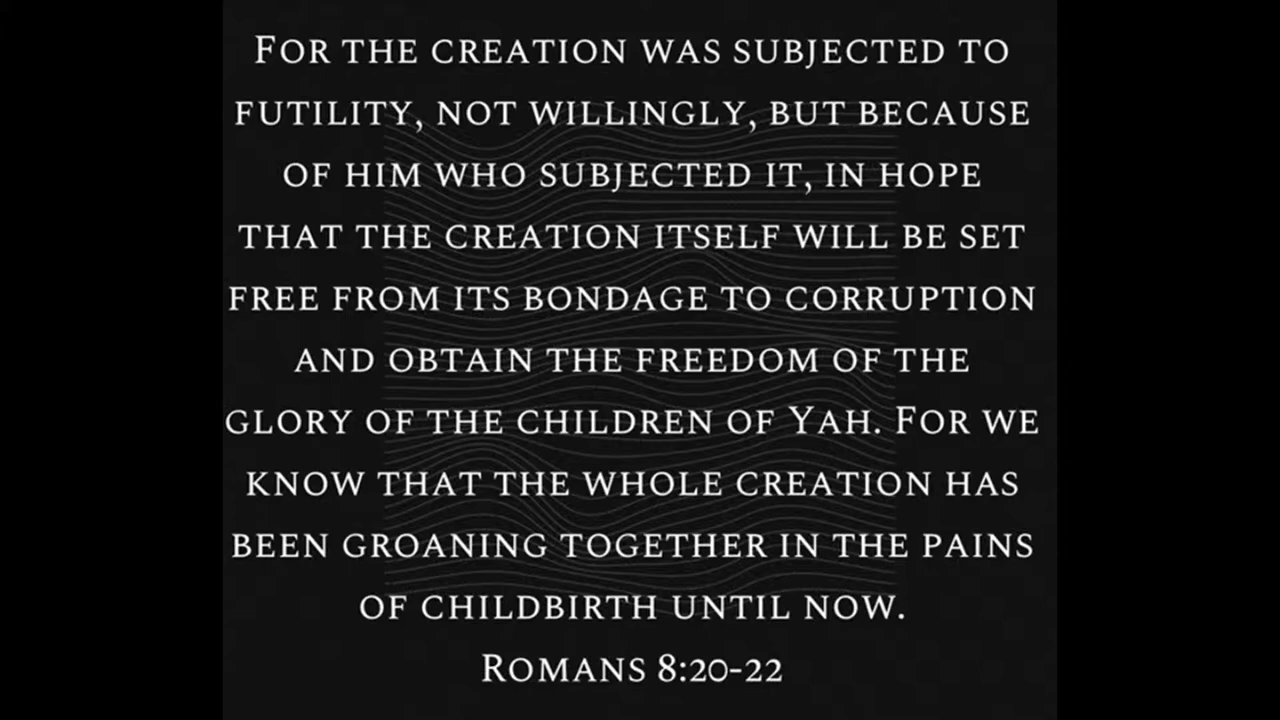 For the creation was subjected to
futility, not willingly, but because
of him who subjected it, in hope
that the creation itself will be set
free from its bondage to corruption
and obtain the freedom of the
glory of the children of Yah. For we
know that the whole creation has
been groaning together in the pains
of childbirth until now.
Romans 8:20-22